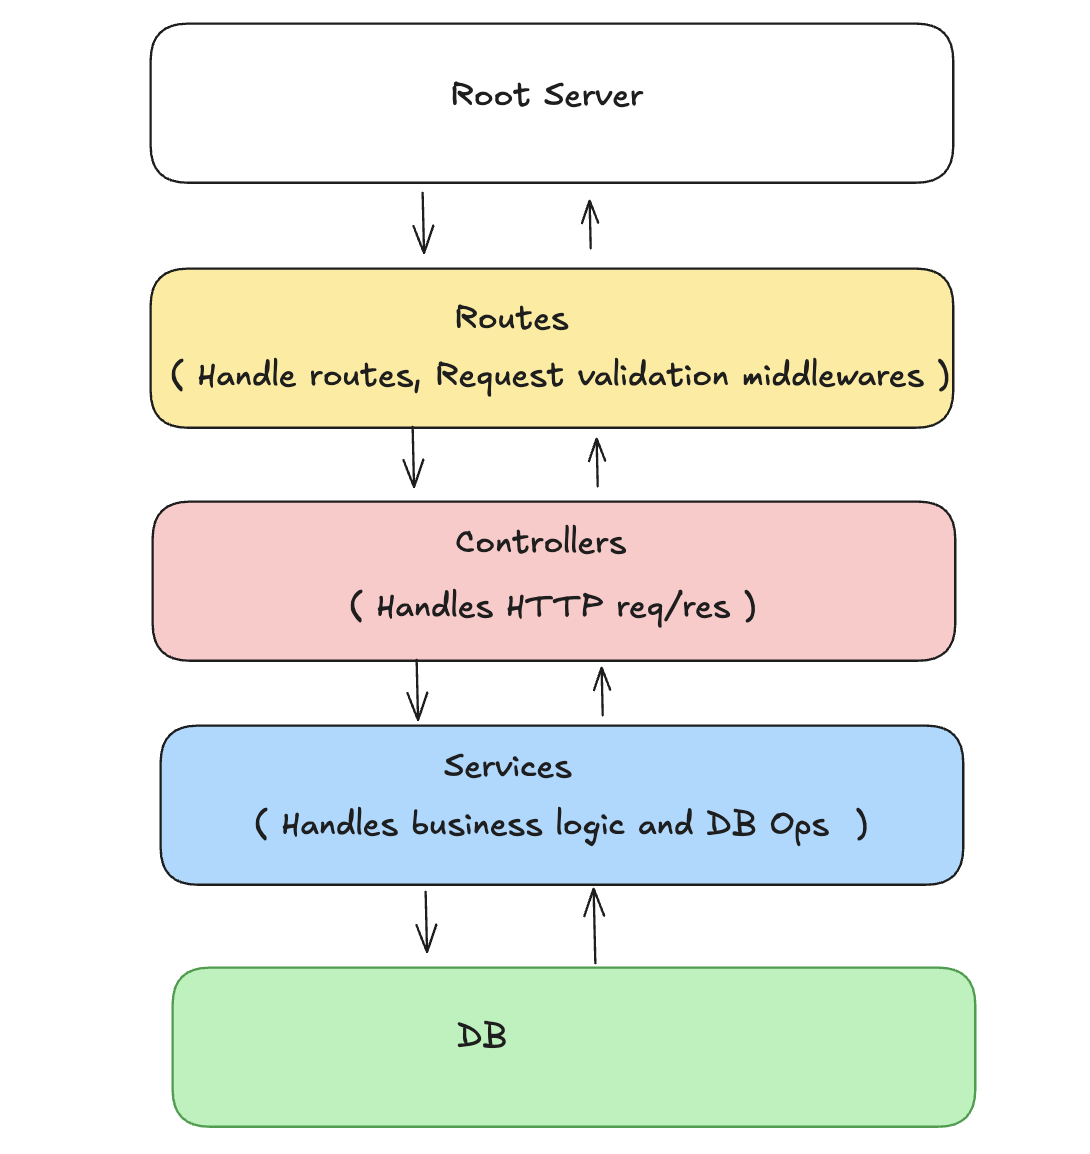 Root Server
Routes
( Handle routes, Request validation middlewares )
Controllers
( Handles HTTP req/res )
Services
( Handles business logic and DB Ops  )
DB